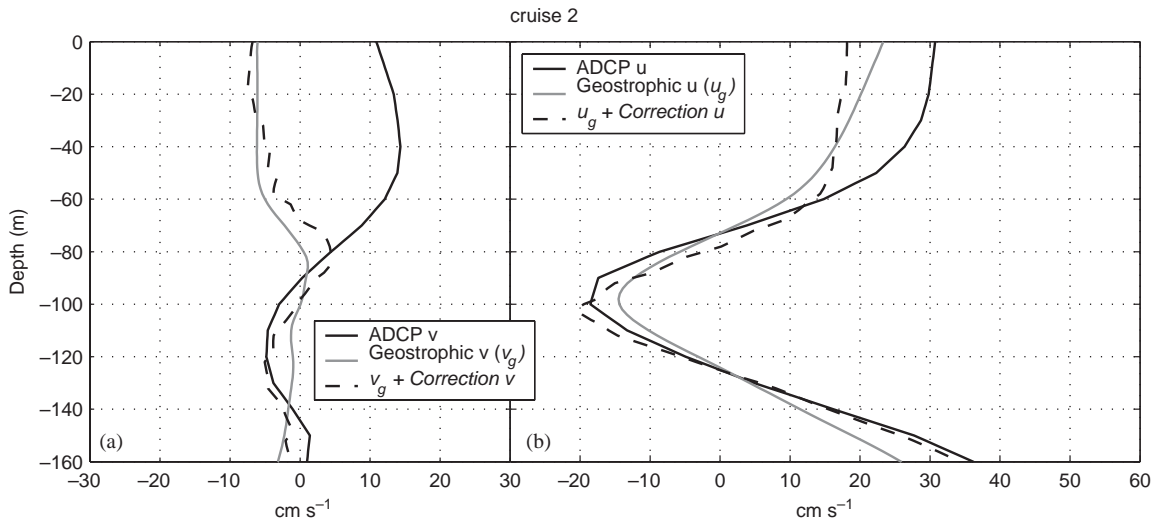 cruise 2
Depth (m)
0
−20
−40
−60
−80
−100
−120
−140
−160
ADCP u
Geostrophic u (u_g)
u_g + Correction u
ADCP v
Geostrophic v (v_g)
v_g + Correction v
(a)
(b)
−30 −20 −10 0 10 20 30 −20 −10 0 10 20 30 40 50 60
cm s⁻¹ cm s⁻¹